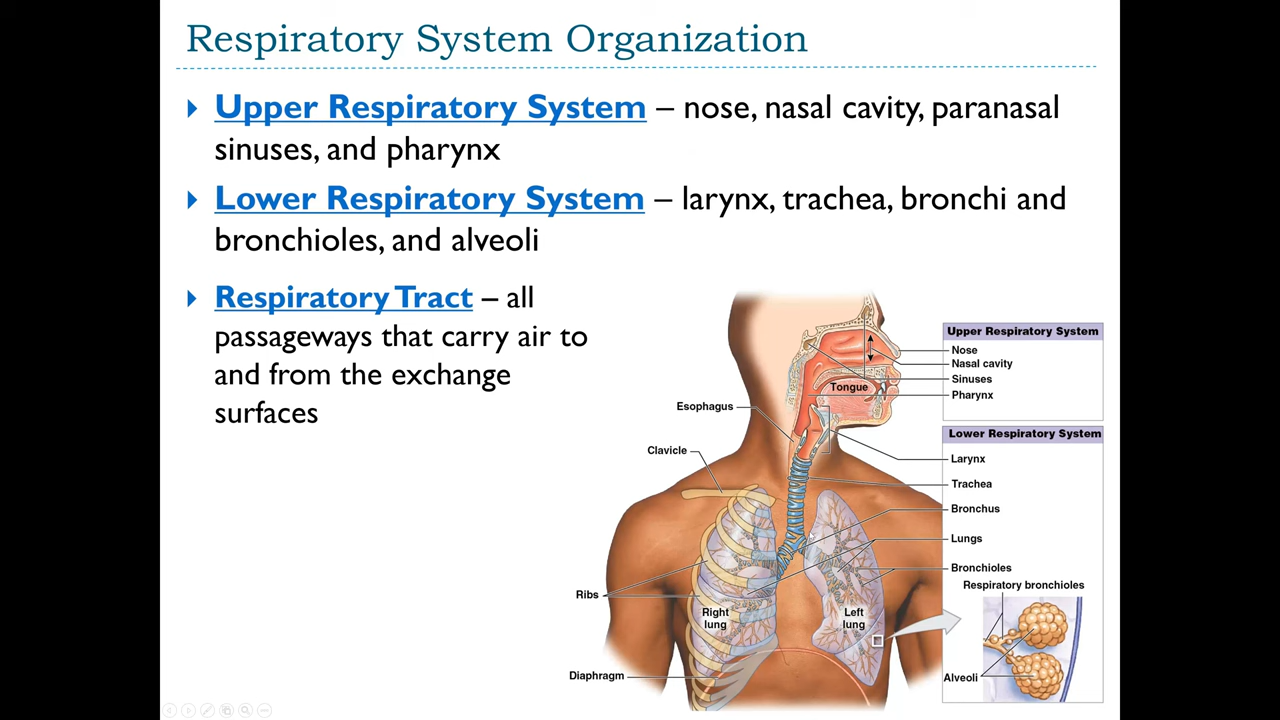 Respiratory System Organization
Upper Respiratory System – nose, nasal cavity, paranasal
sinuses, and pharynx
Lower Respiratory System – larynx, trachea, bronchi and
bronchioles, and alveoli
Respiratory Tract – all
passageways that carry air to
and from the exchange
surfaces
Upper Respiratory System
Nose
Nasal cavity
Sinuses
Pharynx
Tongue
Esophagus
Clavicle
Lower Respiratory System
Larynx
Trachea
Bronchus
Lungs
Bronchioles
Respiratory bronchioles
Ribs
Right
lung
Left
lung
Diaphragm
Alveoli